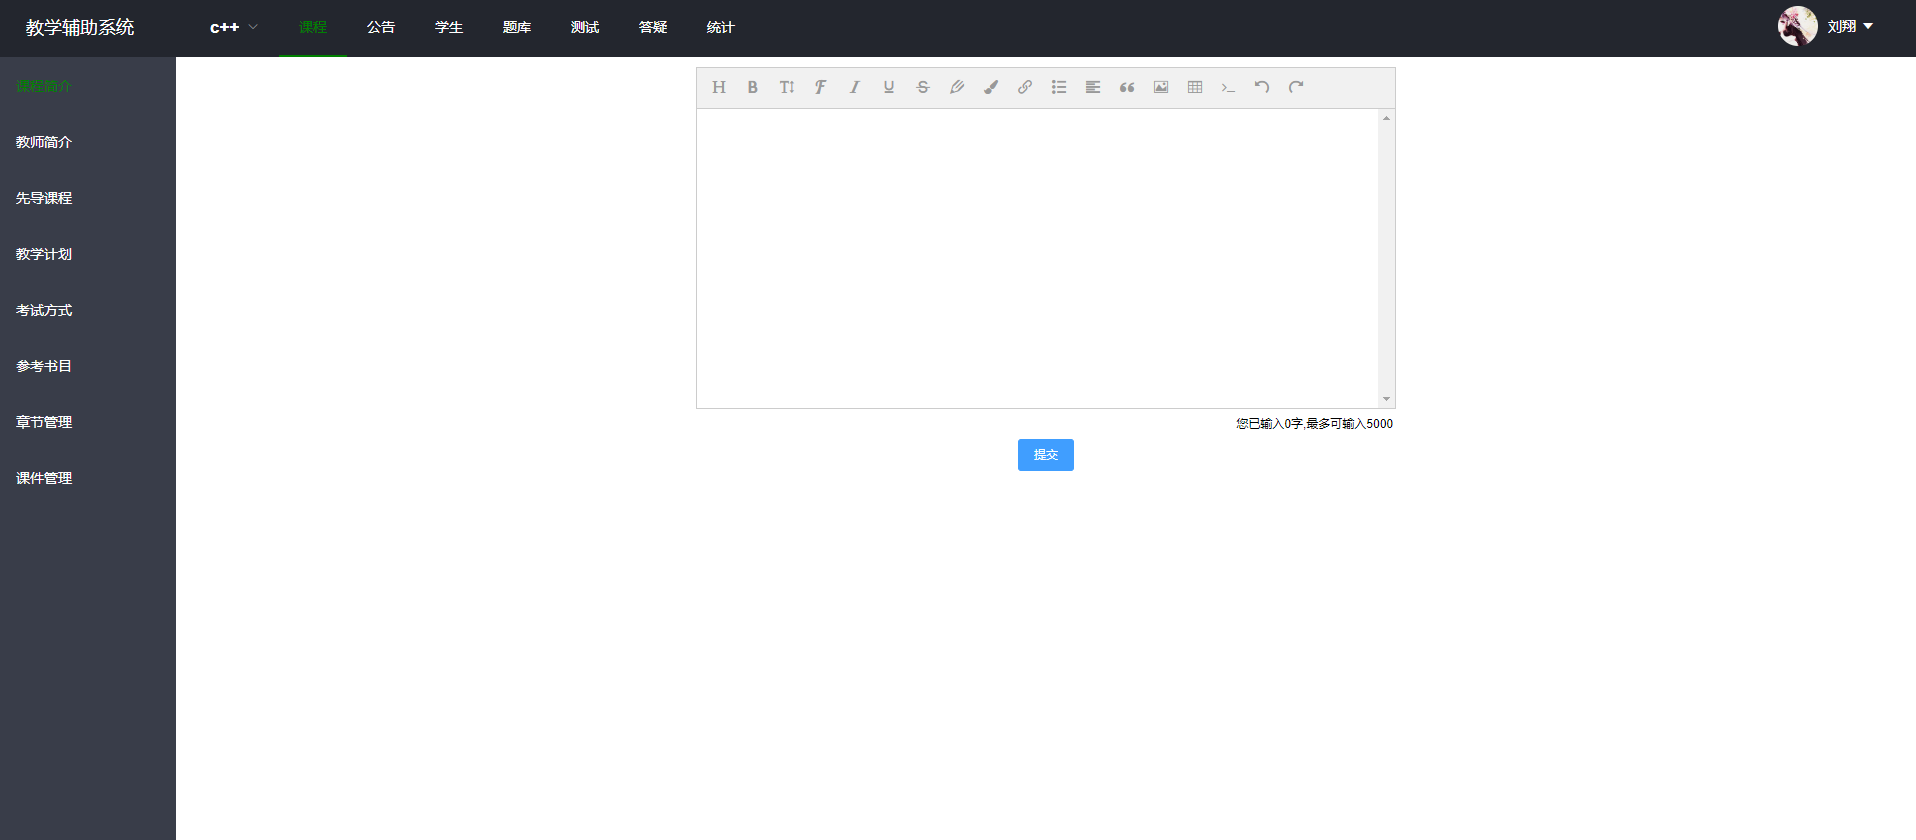 教学辅助系统 c++ 课程 公告 学生 题库 测试 答疑 统计 刘翔
课程简介
教师简介
先导课程
教学计划
考试方式
参考书目
章节管理
课件管理
您已输入0字,最多可输入5000
提交